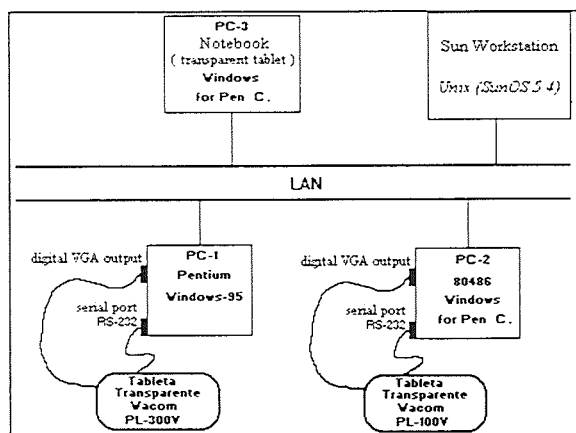 PC-3
Notebook
( transparent tablet )
Windows
for Pen C.
Sun Workstation
Unix (SunOS 5.4)
LAN
digital VGA output
serial port
RS-232
PC-1
Pentium
Windows-95
digital VGA output
serial port
RS-232
PC-2
80486
Windows
for Pen C.
Tableta
Transparente
Wacom
PL-300V
Tableta
Transparente
Wacom
PL-100V